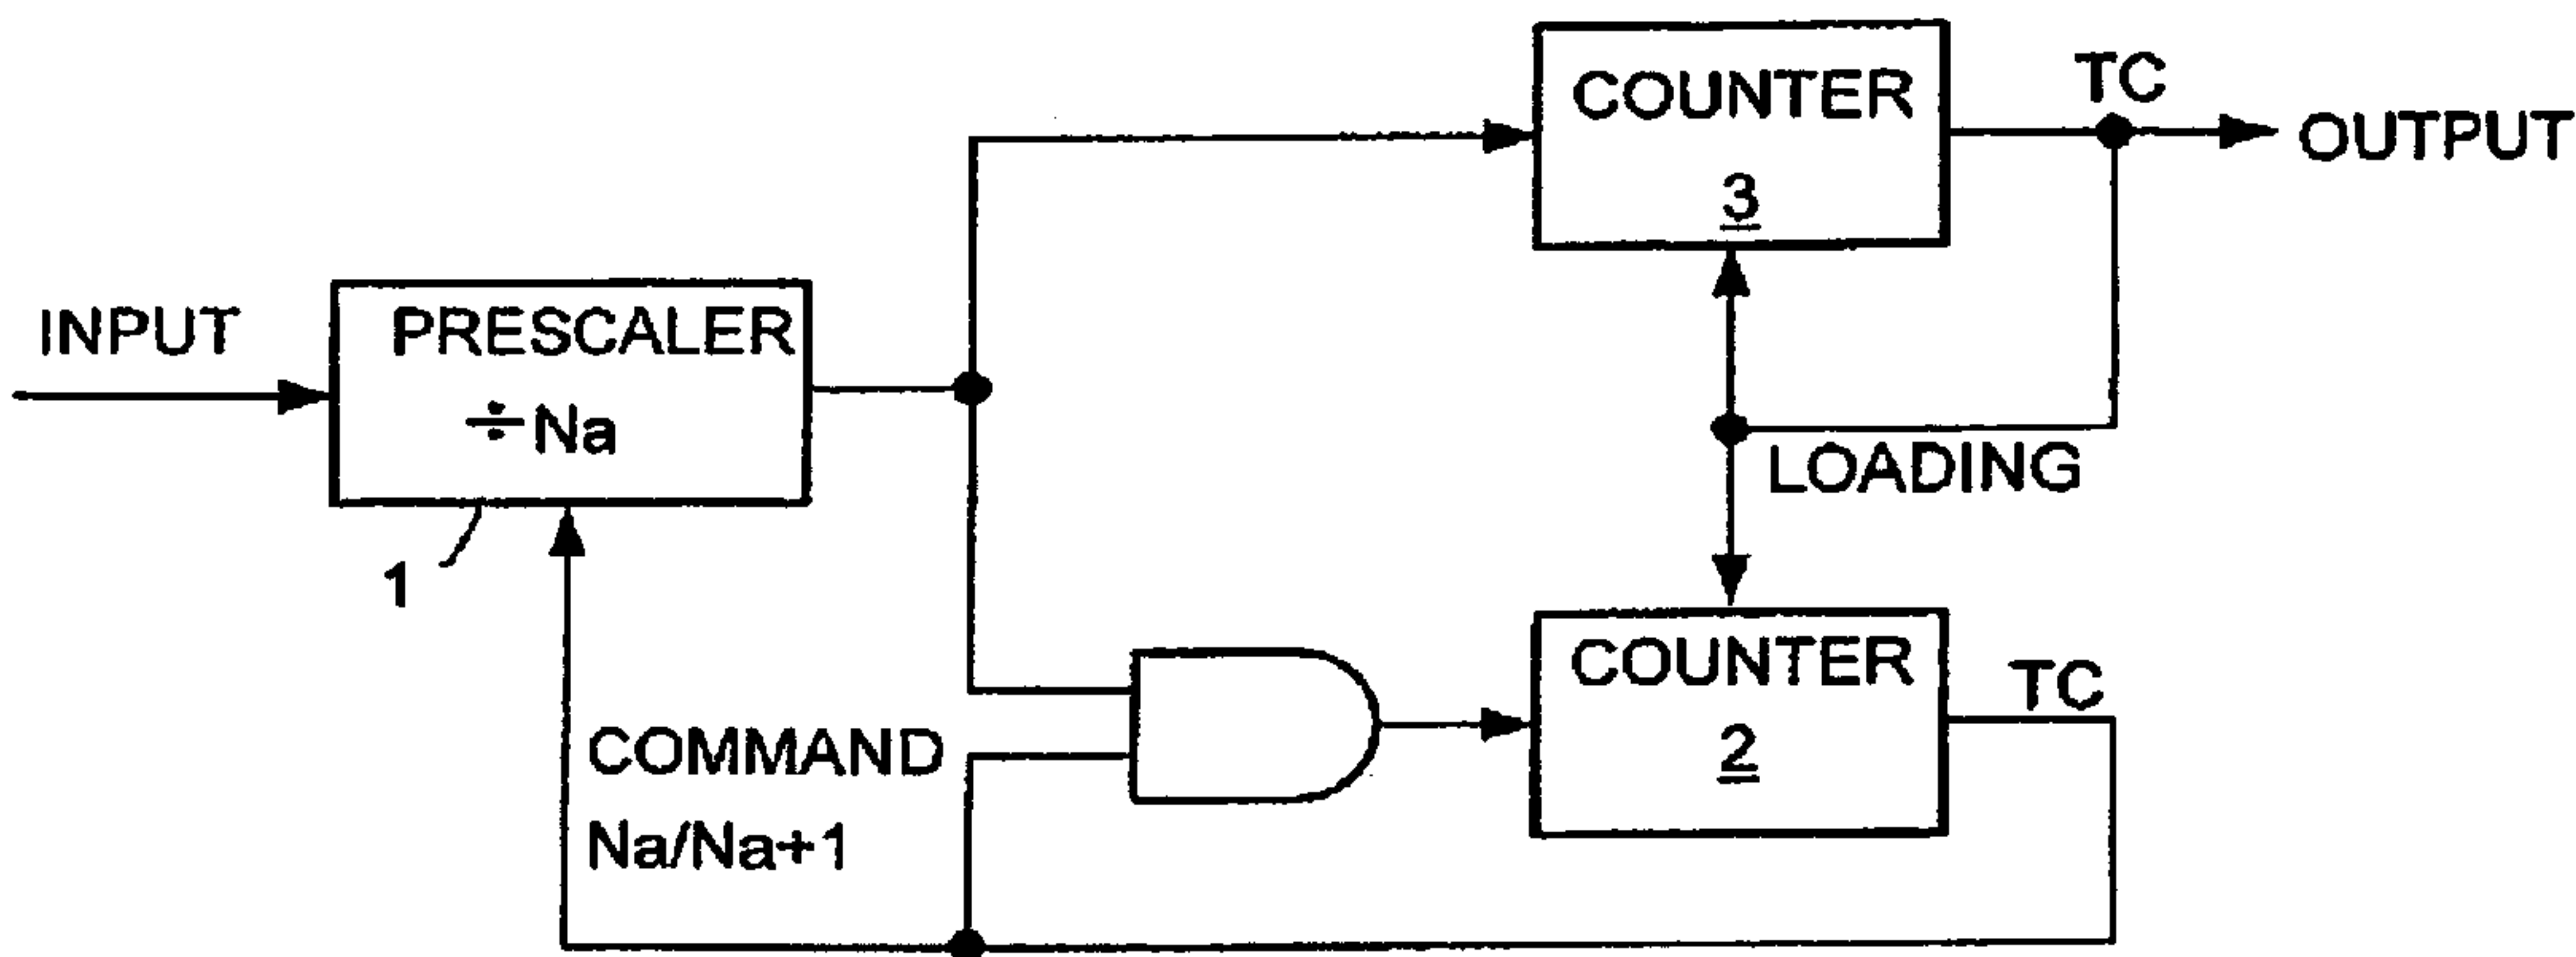 INPUT
PRESCALER
÷Na
1
COUNTER
3
TC
OUTPUT
LOADING
COUNTER
2
TC
COMMAND
Na/Na+1